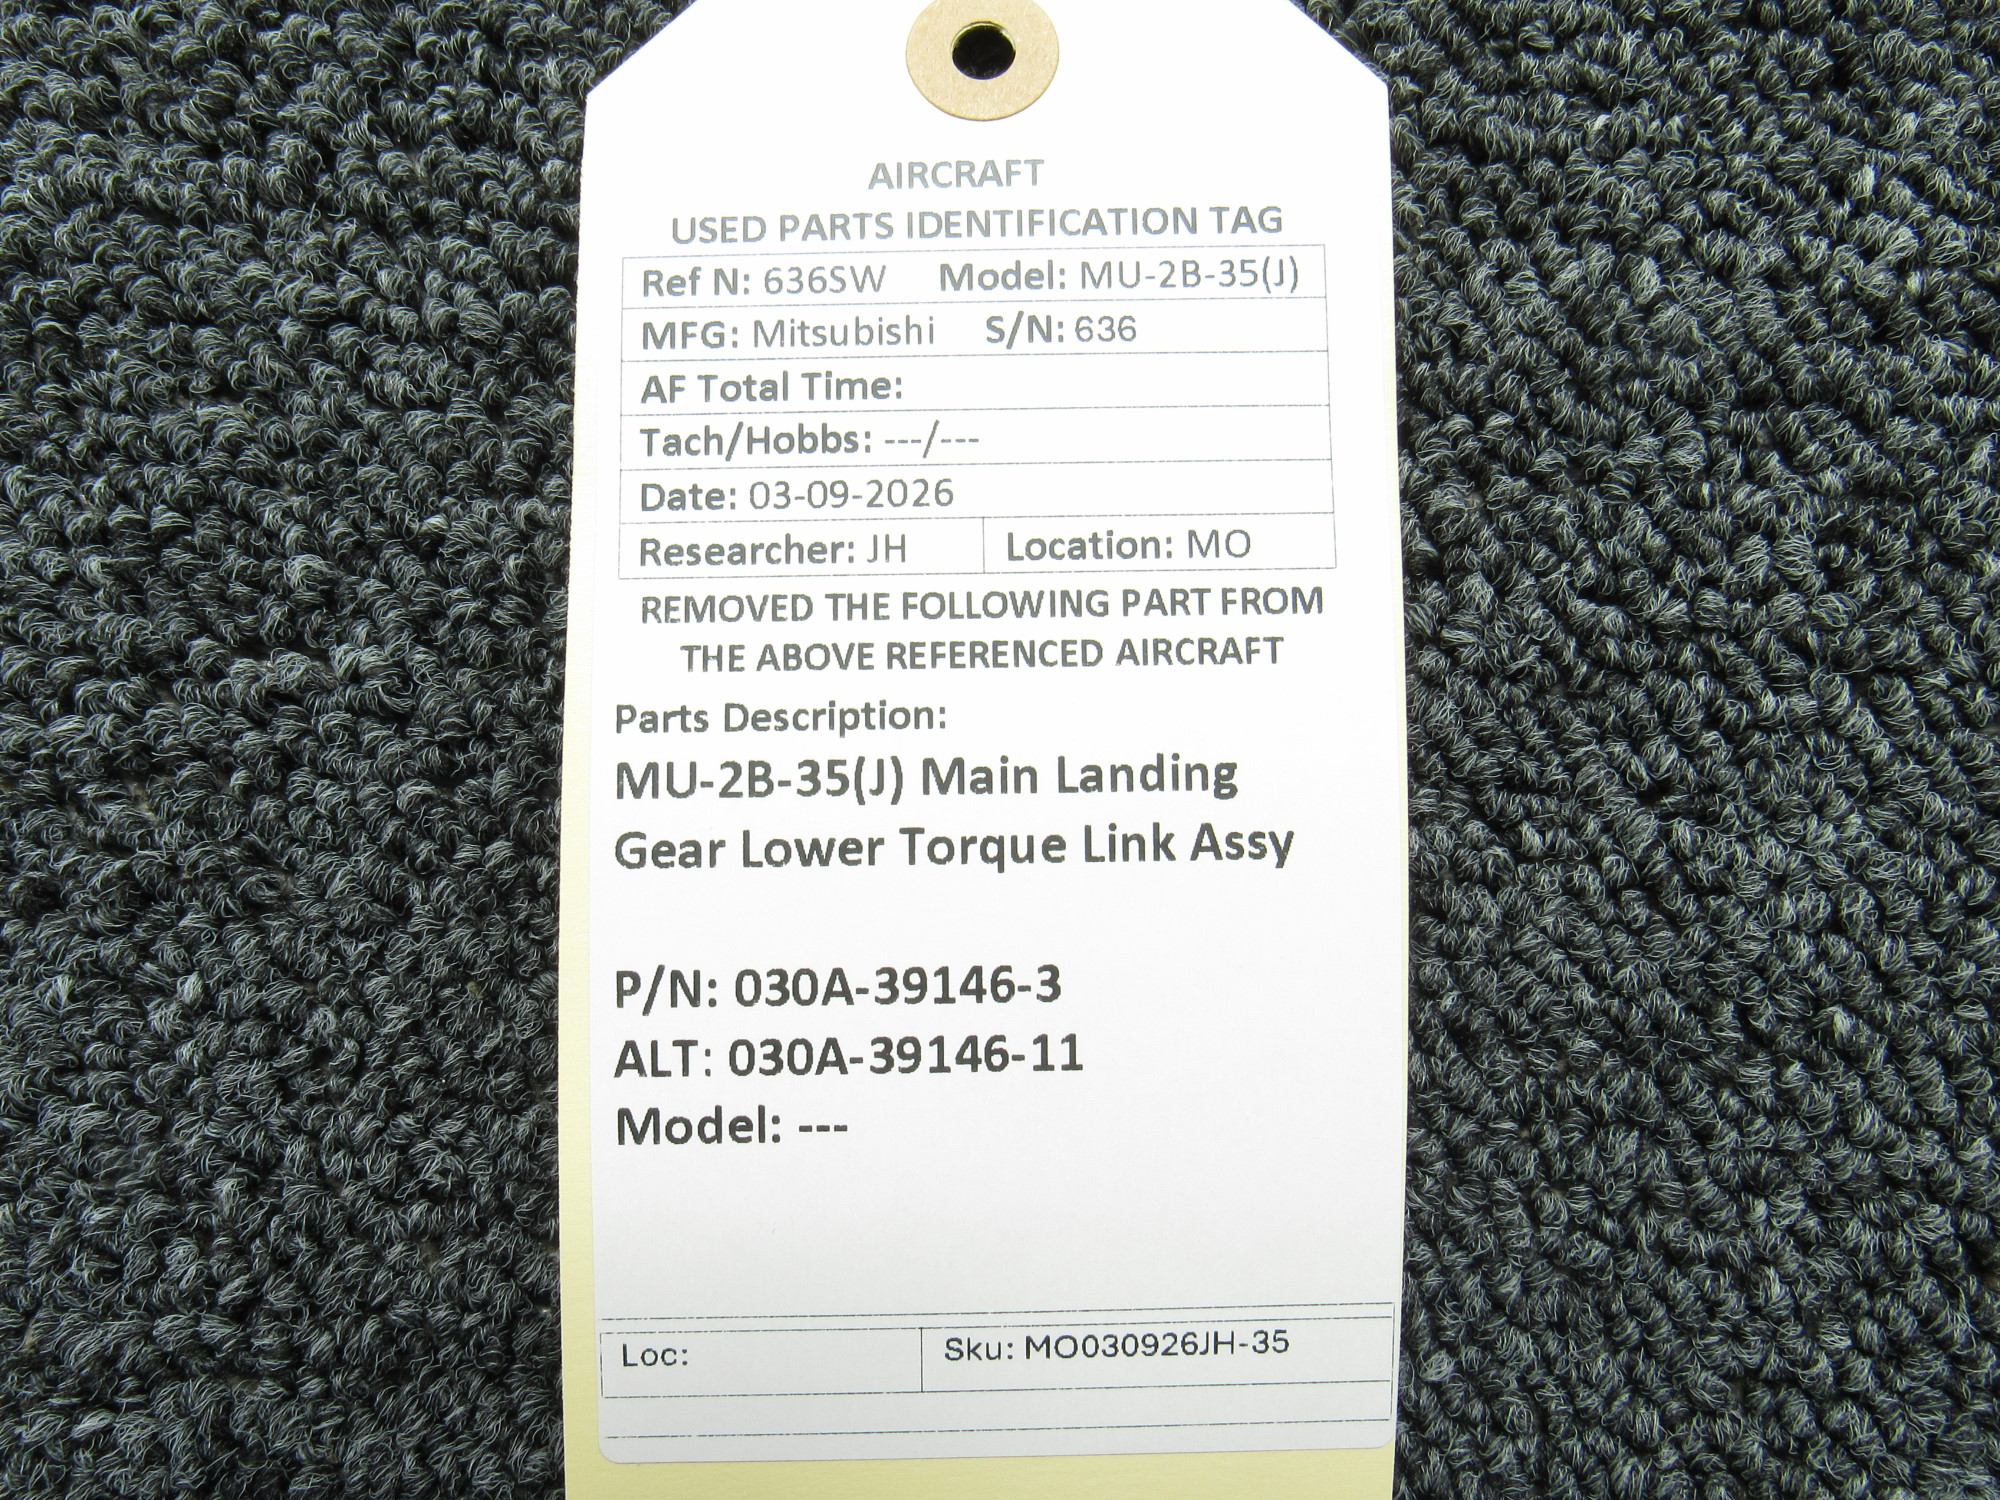 AIRCRAFT
USED PARTS IDENTIFICATION TAG
Ref N: 636SW Model: MU-2B-35(J)
MFG: Mitsubishi S/N: 636
AF Total Time:
Tach/Hobbs: ---/---
Date: 03-09-2026
Researcher: JH Location: MO
REMOVED THE FOLLOWING PART FROM
THE ABOVE REFERENCED AIRCRAFT
Parts Description:
MU-2B-35(J) Main Landing
Gear Lower Torque Link Assy
P/N: 030A-39146-3
ALT: 030A-39146-11
Model: ---
Loc: Sku: MO030926JH-35